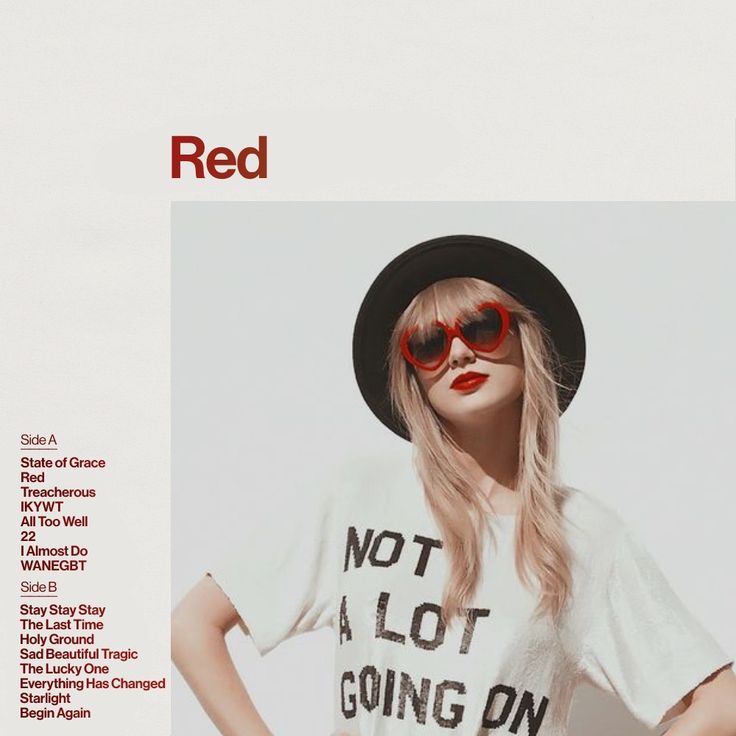 Red
Side A
State of Grace
Red
Treacherous
IKYWT
All Too Well
22
I Almost Do
WANEGBT
Side B
Stay Stay Stay
The Last Time
Holy Ground
Sad Beautiful Tragic
The Lucky One
Everything Has Changed
Starlight
Begin Again
NOT
A LOT
GOING ON